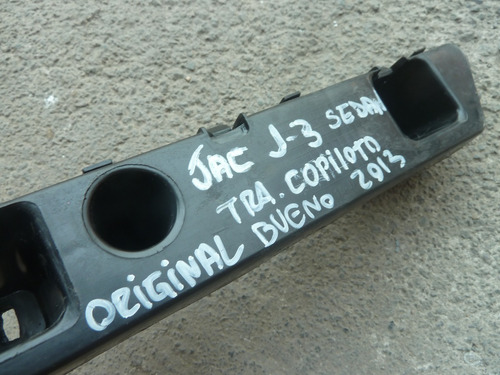 JAC J-3 SEDAN
TRA. COPILOTO
ORIGINAL BUENO 2013